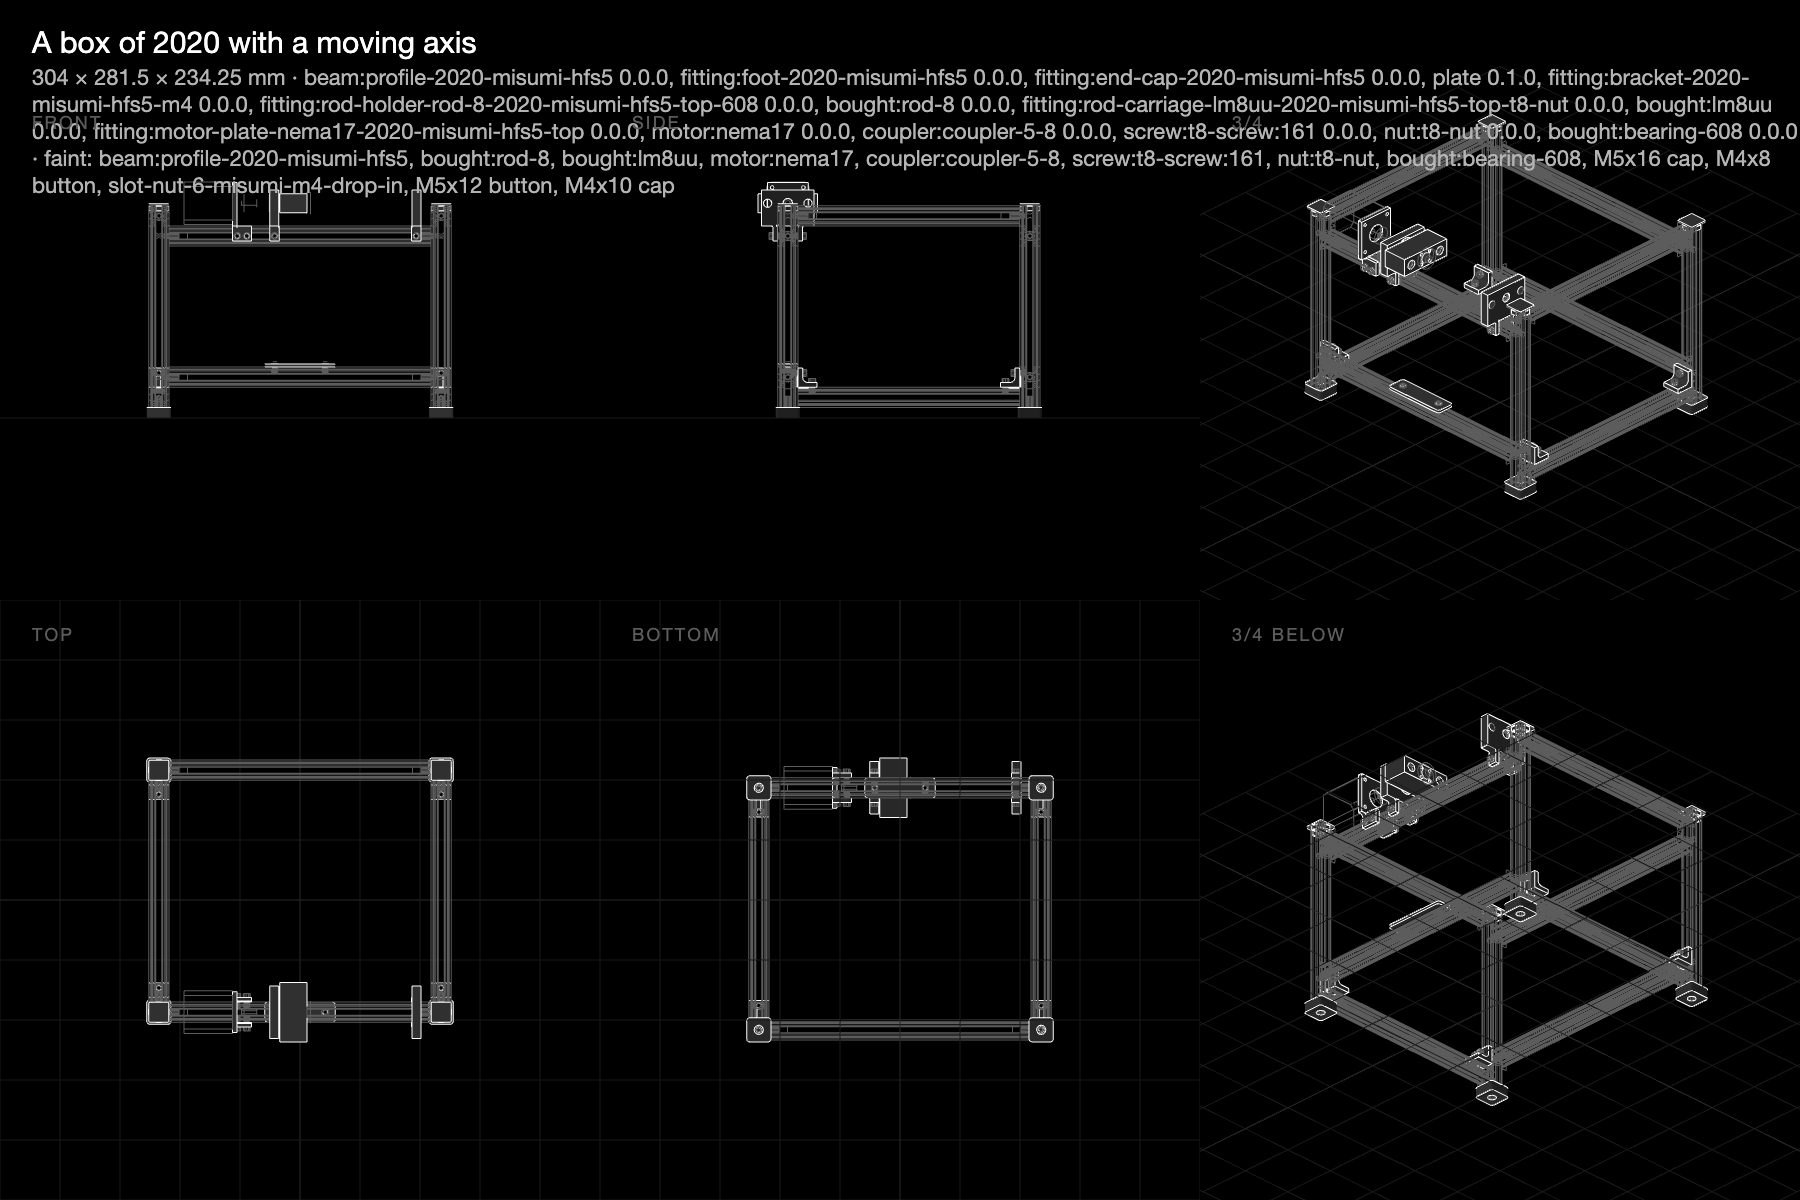 A box of 2020 with a moving axis
304 × 281.5 × 234.25 mm · beam:profile-2020-misumi-hfs5 0.0.0, fitting:foot-2020-misumi-hfs5 0.0.0, fitting:end-cap-2020-misumi-hfs5 0.0.0, plate 0.1.0, fitting:bracket-2020-
misumi-hfs5-m4 0.0.0, fitting:rod-holder-rod-8-2020-misumi-hfs5-top-608 0.0.0, bought:rod-8 0.0.0, fitting:rod-carriage-lm8uu-2020-misumi-hfs5-top-t8-nut 0.0.0, bought:lm8uu
0.0.0, fitting:motor-plate-nema17-2020-misumi-hfs5-top 0.0.0, motor:nema17 0.0.0, coupler:coupler-5-8 0.0.0, screw:t8-screw:161 0.0.0, nut:t8-nut 0.0.0, bought:bearing-608 0.0.0
· faint: beam:profile-2020-misumi-hfs5, bought:rod-8, bought:lm8uu, motor:nema17, coupler:coupler-5-8, screw:t8-screw:161, nut:t8-nut, bought:bearing-608, M5x16 cap, M4x8
button, slot-nut-6-misumi-m4-drop-in, M5x12 button, M4x10 cap
FRONT
SIDE
3/4
TOP
BOTTOM
3/4 BELOW